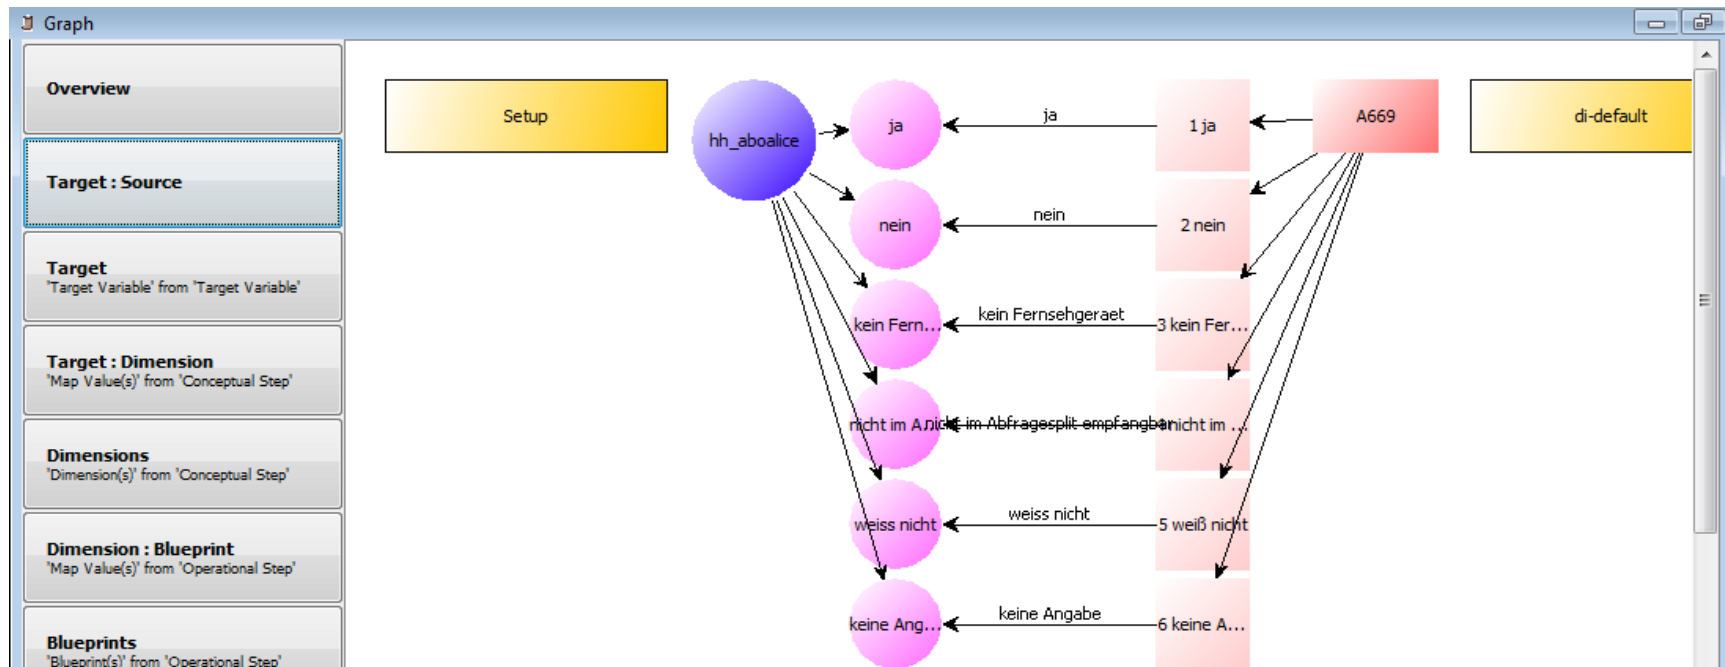 Graph
Overview
Target : Source
Target
'Target Variable' from 'Target Variable'
Target : Dimension
'Map Value(s)' from 'Conceptual Step'
Dimensions
'Dimension(s)' from 'Conceptual Step'
Dimension : Blueprint
'Map Value(s)' from 'Operational Step'
Blueprints
'Blueprint(s)' from 'Operational Step'
Setup
hh_aboalice
ja
ja
1 ja
A669
di-default
nein
nein
2 nein
kein Fern...
kein Fernsehgeraet
3 kein Fer...
nicht im A...
nicht im Abfragesplit empfangbar
nicht im ...
weiss nicht
weiss nicht
5 weiß nicht
keine Ang...
keine Angabe
6 keine A...